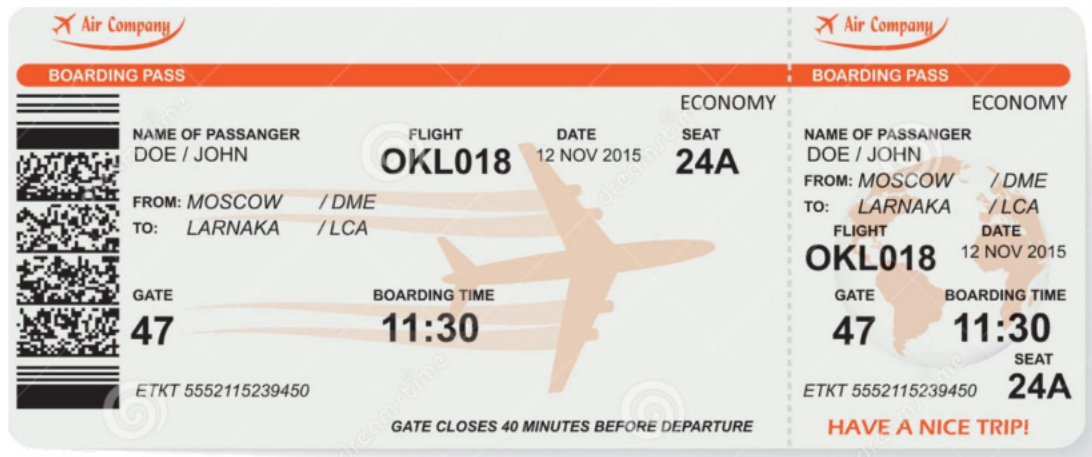 Air Company
BOARDING PASS
ECONOMY
NAME OF PASSANGER FLIGHT DATE SEAT
DOE / JOHN OKL018 12 NOV 2015 24A
FROM: MOSCOW / DME
TO: LARNAKA / LCA
GATE BOARDING TIME
47 11:30
ETKT 5552115239450
GATE CLOSES 40 MINUTES BEFORE DEPARTURE
Air Company
BOARDING PASS
ECONOMY
NAME OF PASSANGER
DOE / JOHN
FROM: MOSCOW / DME
TO: LARNAKA / LCA
FLIGHT DATE
OKL018 12 NOV 2015
GATE BOARDING TIME
47 11:30
SEAT
ETKT 5552115239450 24A
HAVE A NICE TRIP!
dreamstime